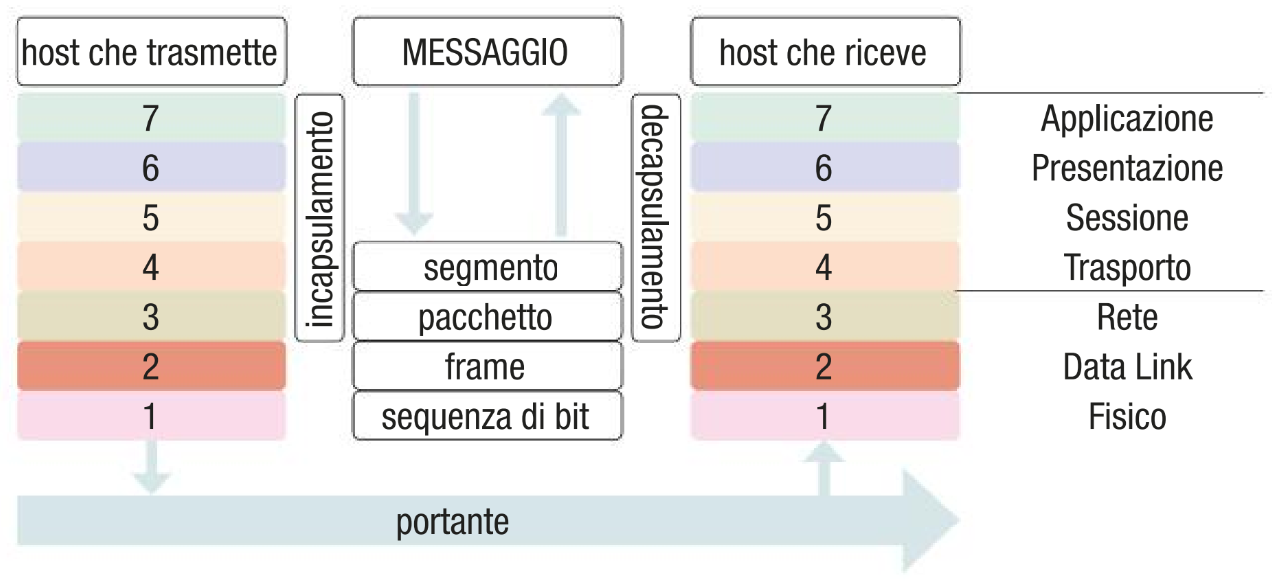 host che trasmette
MESSAGGIO
host che riceve
7
6
5
4
3
2
1
incapsulamento
segmento
pacchetto
frame
sequenza di bit
decapsulamento
7
6
5
4
3
2
1
Applicazione
Presentazione
Sessione
Trasporto
Rete
Data Link
Fisico
portante